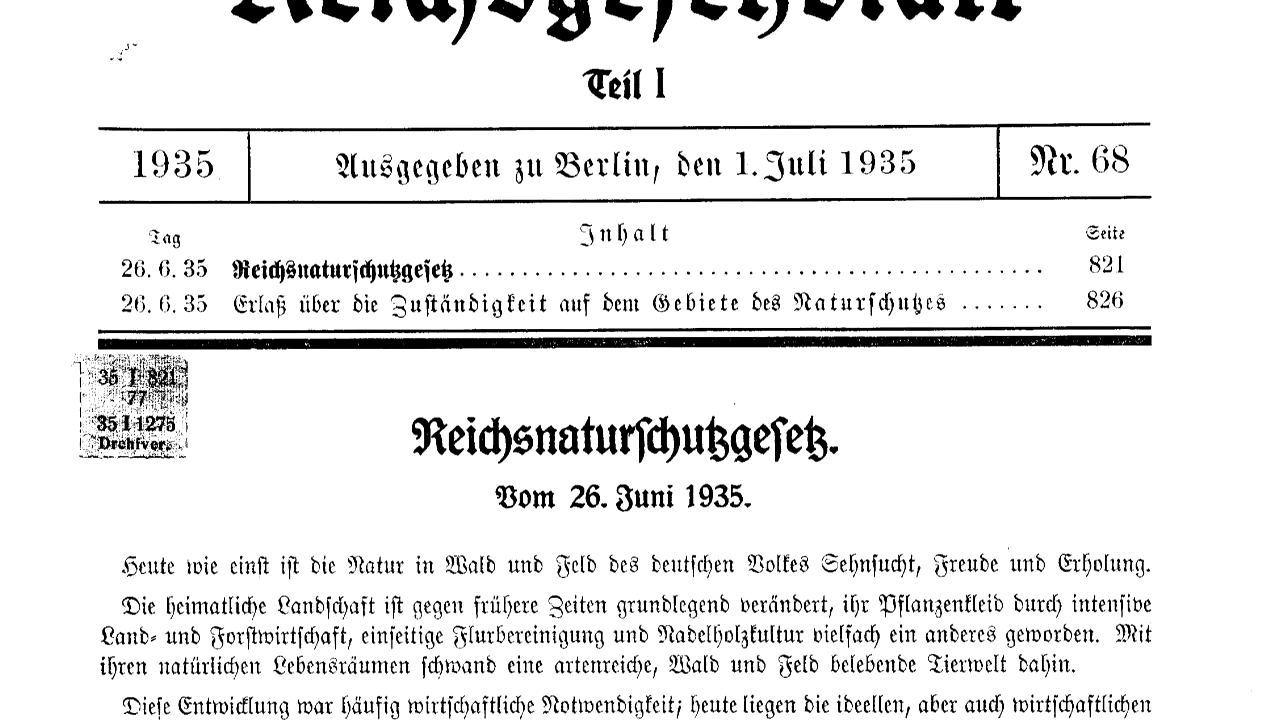 Reichsgesetzblatt
Teil I
1935 Ausgegeben zu Berlin, den 1. Juli 1935 Nr. 68
Tag Inhalt Seite
26. 6. 35 Reichsnaturschutzgesetz 821
26. 6. 35 Erlaß über die Zuständigkeit auf dem Gebiete des Naturschutzes 826
35 I 821
77
35 I 1275
Reichsnaturschutzgesetz.
Vom 26. Juni 1935.
Heute wie einst ist die Natur in Wald und Feld des deutschen Volkes Sehnsucht, Freude und Erholung.
Die heimatliche Landschaft ist gegen frühere Zeiten grundlegend verändert, ihr Pflanzenkleid durch intensive
Land- und Forstwirtschaft, einseitige Flurbereinigung und Nadelholzkultur vielfach ein anderes geworden. Mit
ihren natürlichen Lebensräumen schwand eine artenreiche, Wald und Feld belebende Tierwelt dahin.
Diese Entwicklung war häufig wirtschaftliche Notwendigkeit; heute liegen die ideellen, aber auch wirtschaftlichen